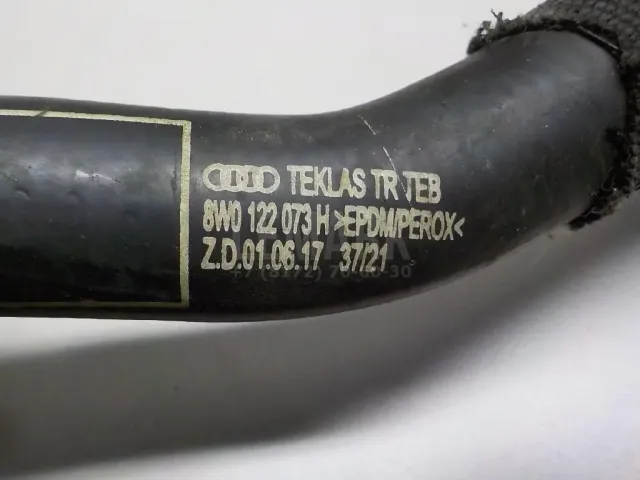 TEKLAS TR TEB
8W0 122 073 H >EPDM/PEROX<
Z.D.01.06.17 37/21